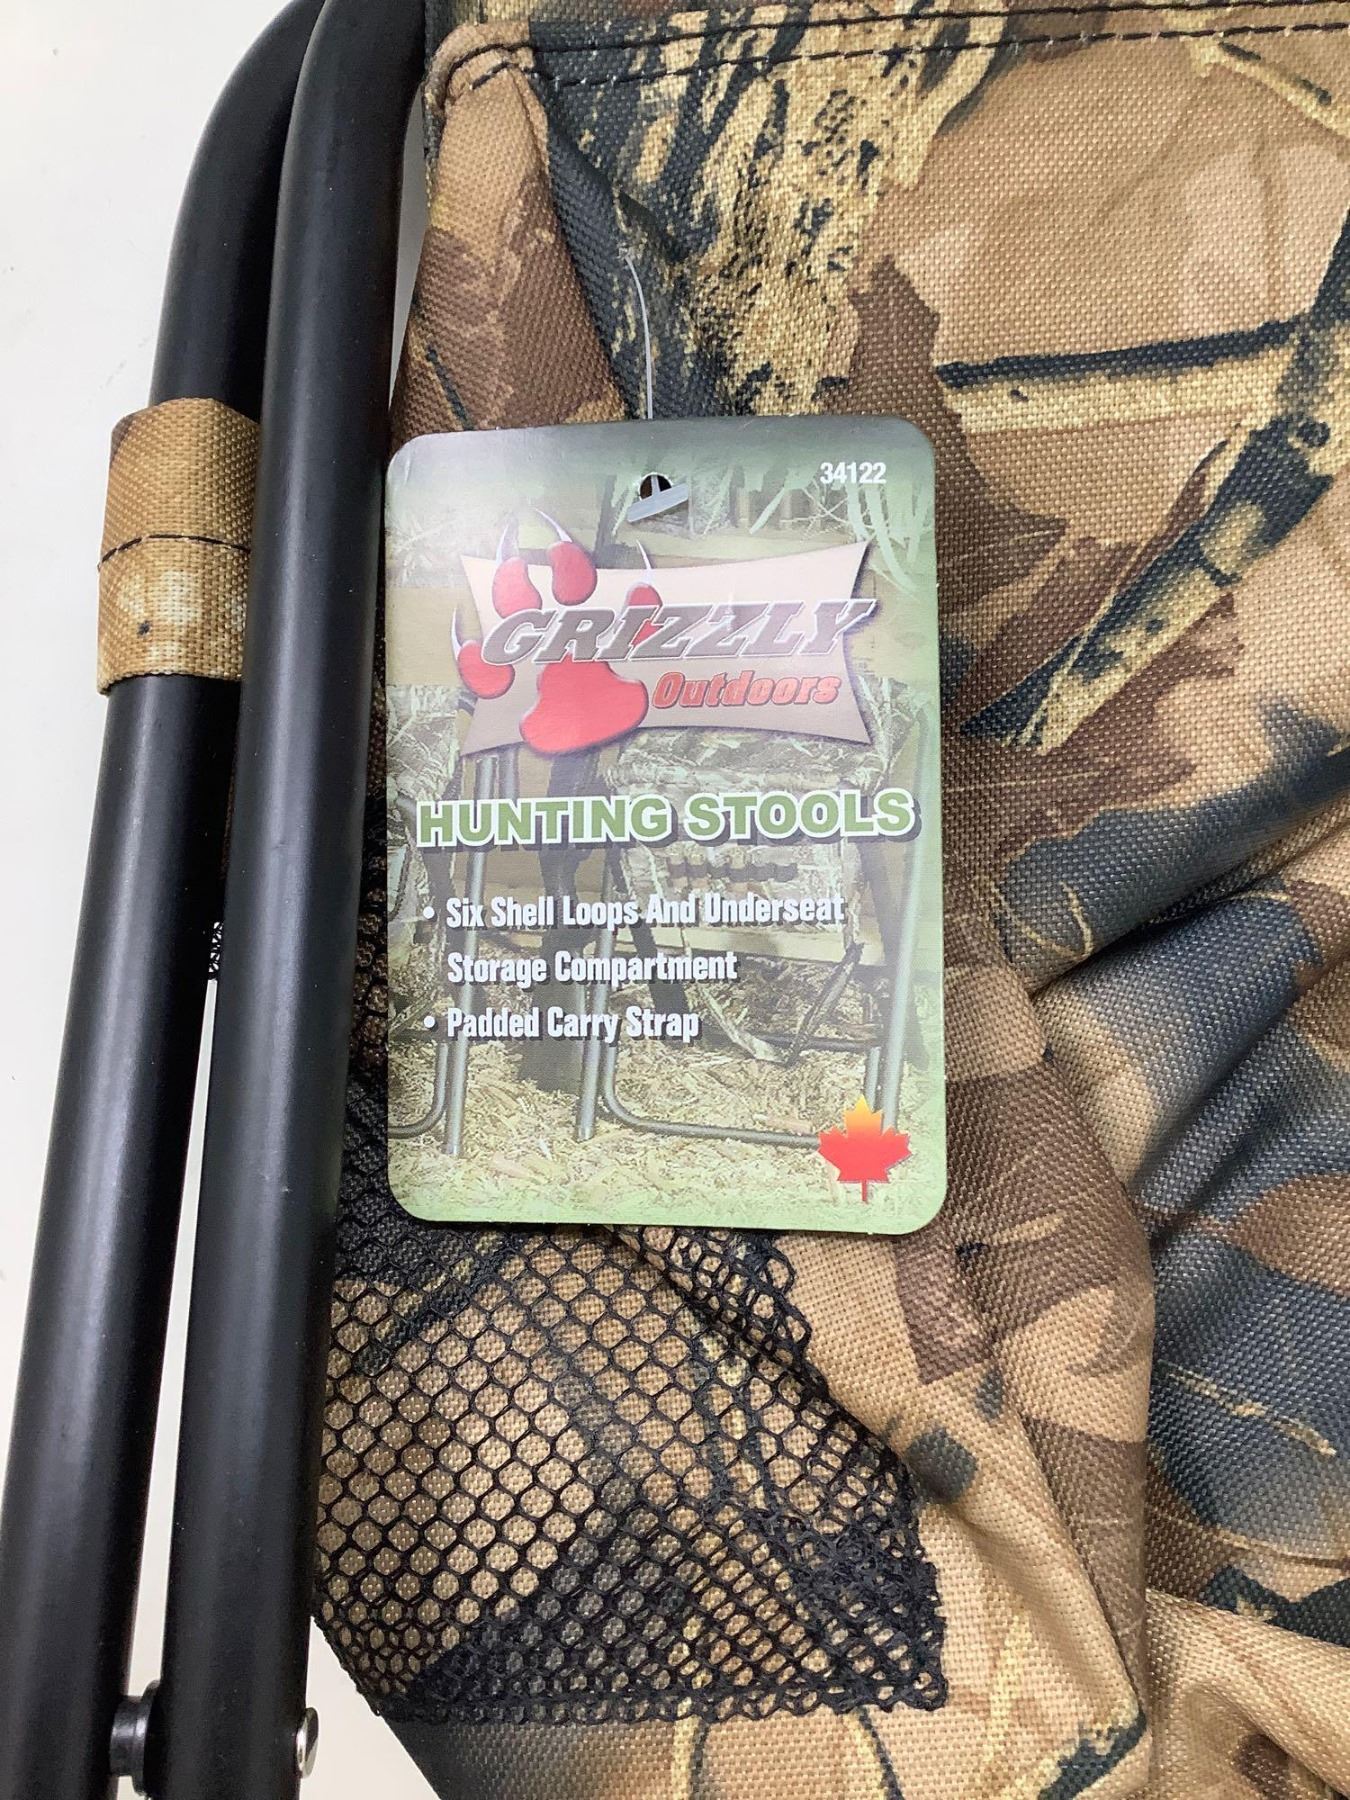 34122
GRIZZLY
Outdoors
HUNTING STOOLS
• Six Shell Loops And Underseat
Storage Compartment
• Padded Carry Strap